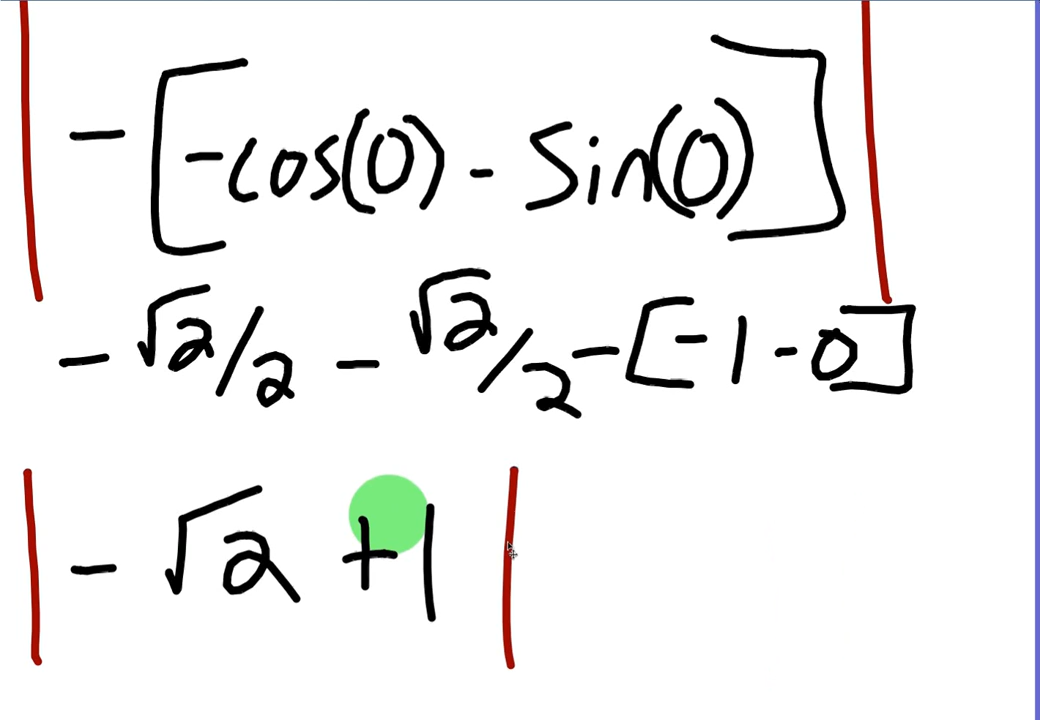 - [-cos(0) - Sin(0)]
- √2/2 - √2/2 - [-1 - 0]
|- √2 + 1|